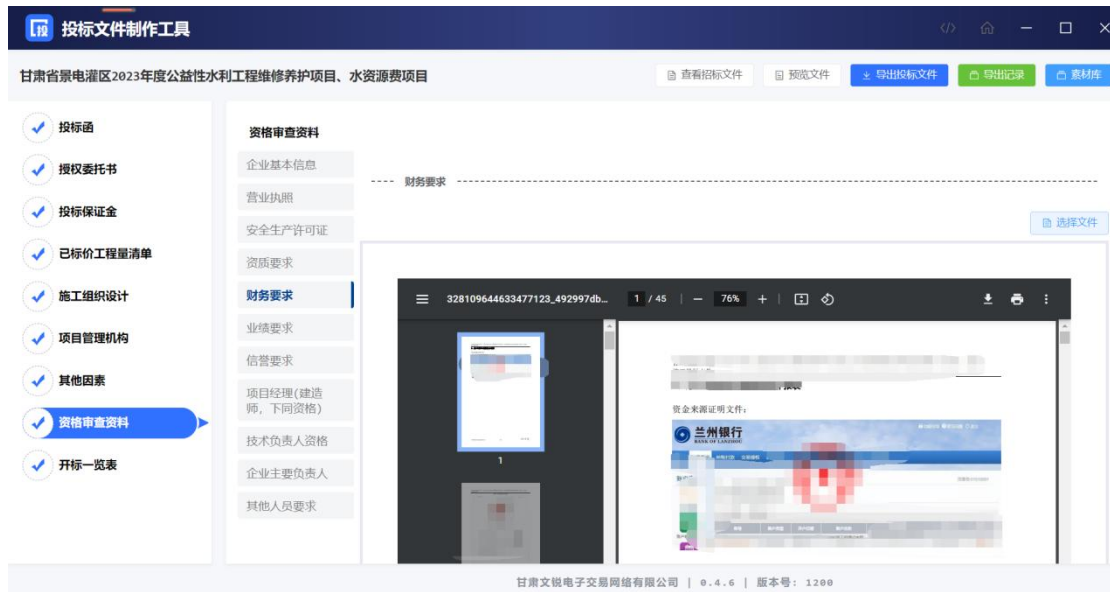 投标文件制作工具
甘肃省景电灌区2023年度公益性水利工程维修养护项目、水资源费项目
查看招标文件
预览文件
导出投标文件
导出记录
素材库
投标函
授权委托书
投标保证金
已标价工程量清单
施工组织设计
项目管理机构
其他因素
资格审查资料
开标一览表
资格审查资料
企业基本信息
营业执照
安全生产许可证
资质要求
财务要求
业绩要求
信誉要求
项目经理(建造
师，下同资格)
技术负责人资格
企业主要负责人
其他人员要求
财务要求
选择文件
328109644633477123_492997db...
1 / 45
76%
1
资金来源证明文件：
兰州银行
BANK OF LANZHOU
甘肃文锐电子交易网络有限公司 | 0.4.6 | 版本号: 1200